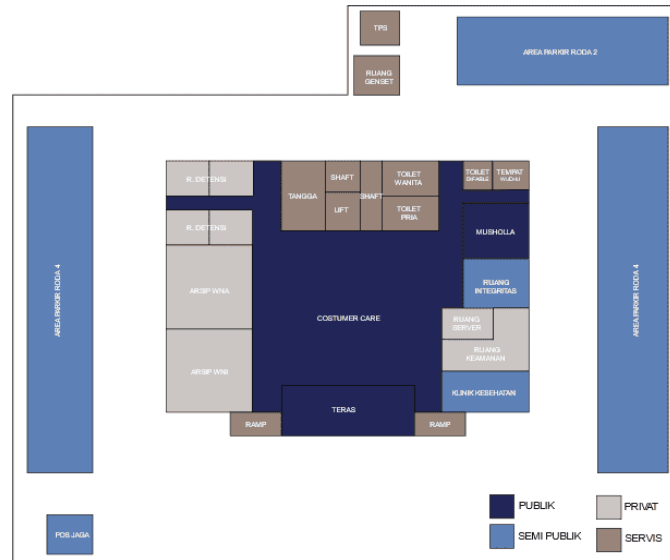 TPS
RUANG
GENSET
AREA PARKIR RODA 2
R. DETENSI
TANGGA
SHAFT
LIFT
SHAFT
TOILET
WANITA
TOILET
PRIA
TOILET
DIFABLE
TEMPAT
WUDHU
R. DETENSI
MUSHOLLA
ARSIP WNA
RUANG
INTEGRITAS
AREA PARKIR RODA 4
AREA PARKIR RODA 4
COSTUMER CARE
RUANG
SERVER
RUANG
KEAMANAN
ARSIP WNI
KLINIK KESEHATAN
TERAS
RAMP
RAMP
POS JAGA
PUBLIK
PRIVAT
SEMI PUBLIK
SERVIS